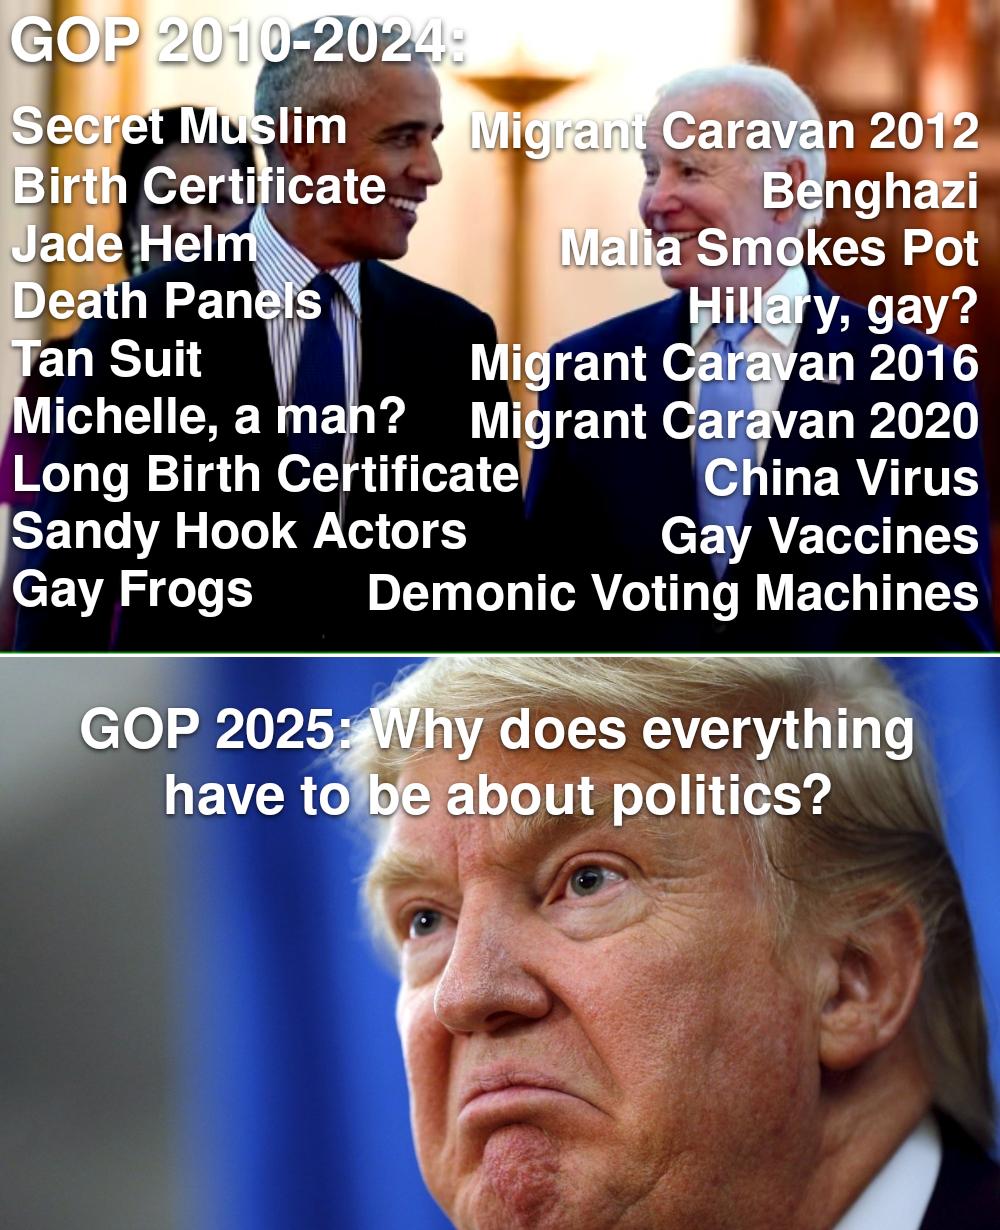 GOP 2010-2024:
Secret Muslim
Birth Certificate
Jade Helm
Death Panels
Tan Suit
Michelle, a man?
Long Birth Certificate
Sandy Hook Actors
Gay Frogs
Migrant Caravan 2012
Benghazi
Malia Smokes Pot
Hillary, gay?
Migrant Caravan 2016
Migrant Caravan 2020
China Virus
Gay Vaccines
Demonic Voting Machines
GOP 2025: Why does everything
have to be about politics?